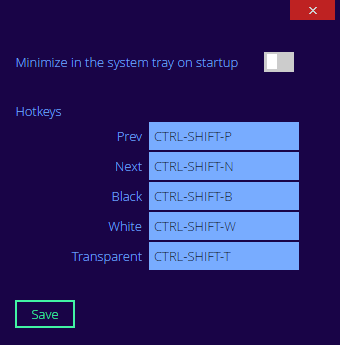 Minimize in the system tray on startup
Hotkeys
Prev CTRL-SHIFT-P
Next CTRL-SHIFT-N
Black CTRL-SHIFT-B
White CTRL-SHIFT-W
Transparent CTRL-SHIFT-T
Save